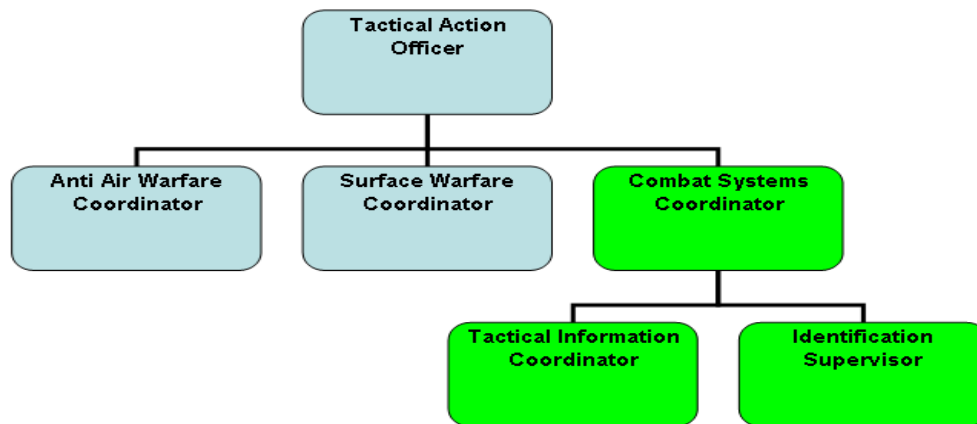 Tactical Action
Officer
Anti Air Warfare
Coordinator
Surface Warfare
Coordinator
Combat Systems
Coordinator
Tactical Information
Coordinator
Identification
Supervisor